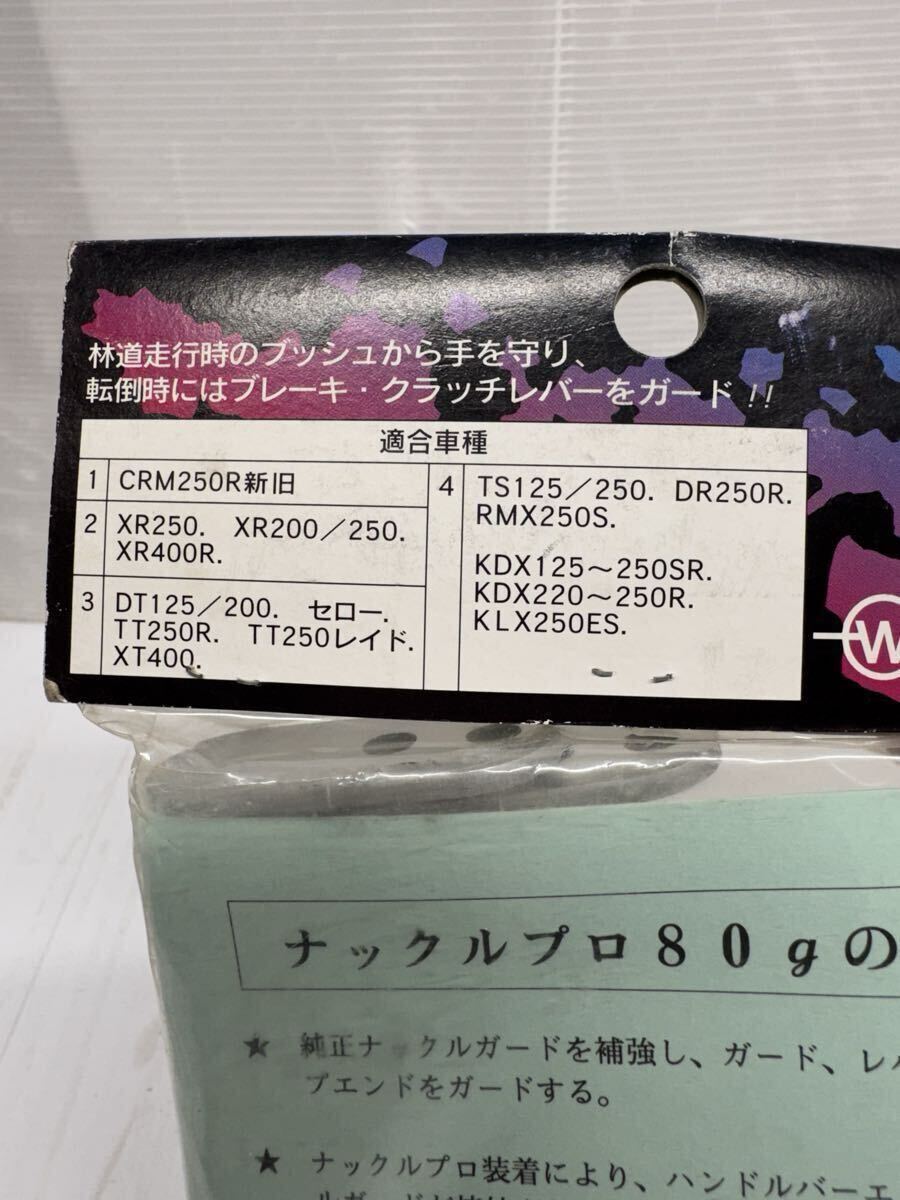 林道走行時のブッシュから手を守り、
転倒時にはブレーキ・クラッチレバーをガード!!
適合車種
1 CRM250R新旧
2 XR250. XR200／250.
XR400R.
3 DT125／200. セロー.
TT250R. TT250レイド.
XT400.
4 TS125／250. DR250R.
RMX250S.
KDX125～250SR.
KDX220～250R.
KLX250ES.
W
ナックルプロ80gの
★ 純正ナックルガードを補強し、ガード、レバ
プエンドをガードする。
★ ナックルプロ装着により、ハンドルバーエ